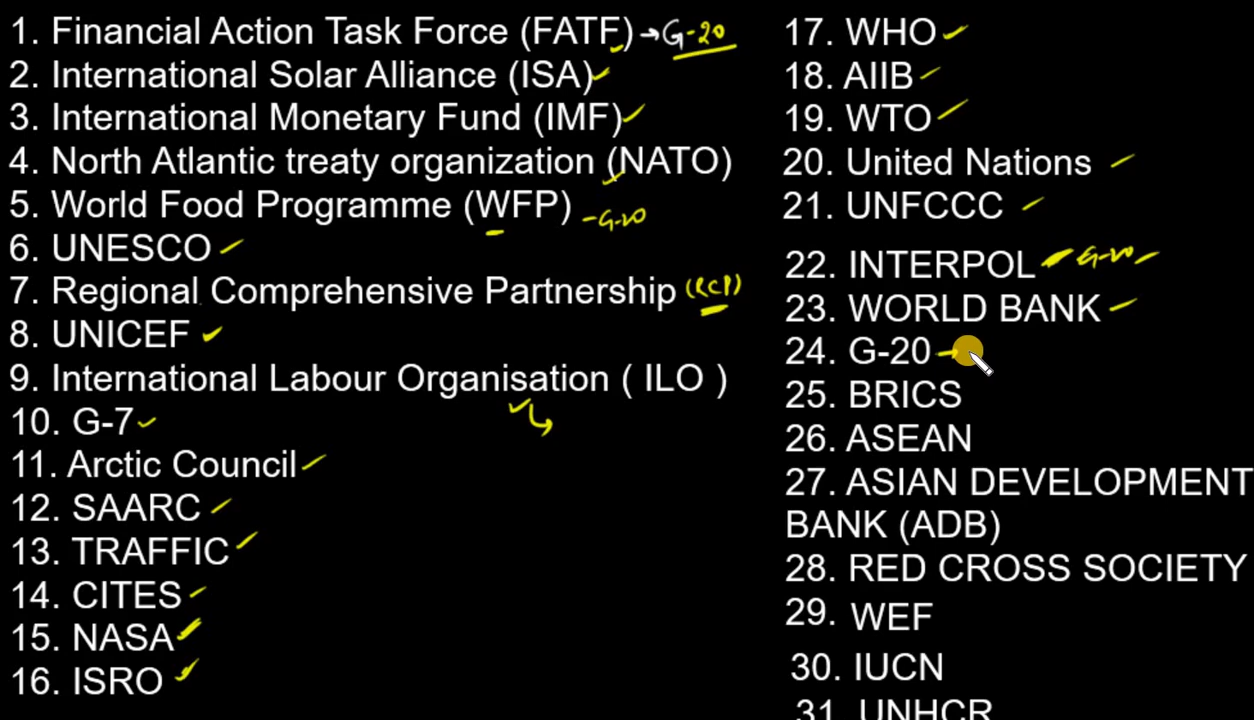 1. Financial Action Task Force (FATF) →G-20
2. International Solar Alliance (ISA)
3. International Monetary Fund (IMF)
4. North Atlantic treaty organization (NATO)
5. World Food Programme (WFP) -G-20
6. UNESCO
7. Regional Comprehensive Partnership (RCP)
8. UNICEF
9. International Labour Organisation ( ILO )
10. G-7
11. Arctic Council
12. SAARC
13. TRAFFIC
14. CITES
15. NASA
16. ISRO
17. WHO
18. AIIB
19. WTO
20. United Nations
21. UNFCCC
22. INTERPOL G-20
23. WORLD BANK
24. G-20
25. BRICS
26. ASEAN
27. ASIAN DEVELOPMENT
BANK (ADB)
28. RED CROSS SOCIETY
29. WEF
30. IUCN
31. UNHCR